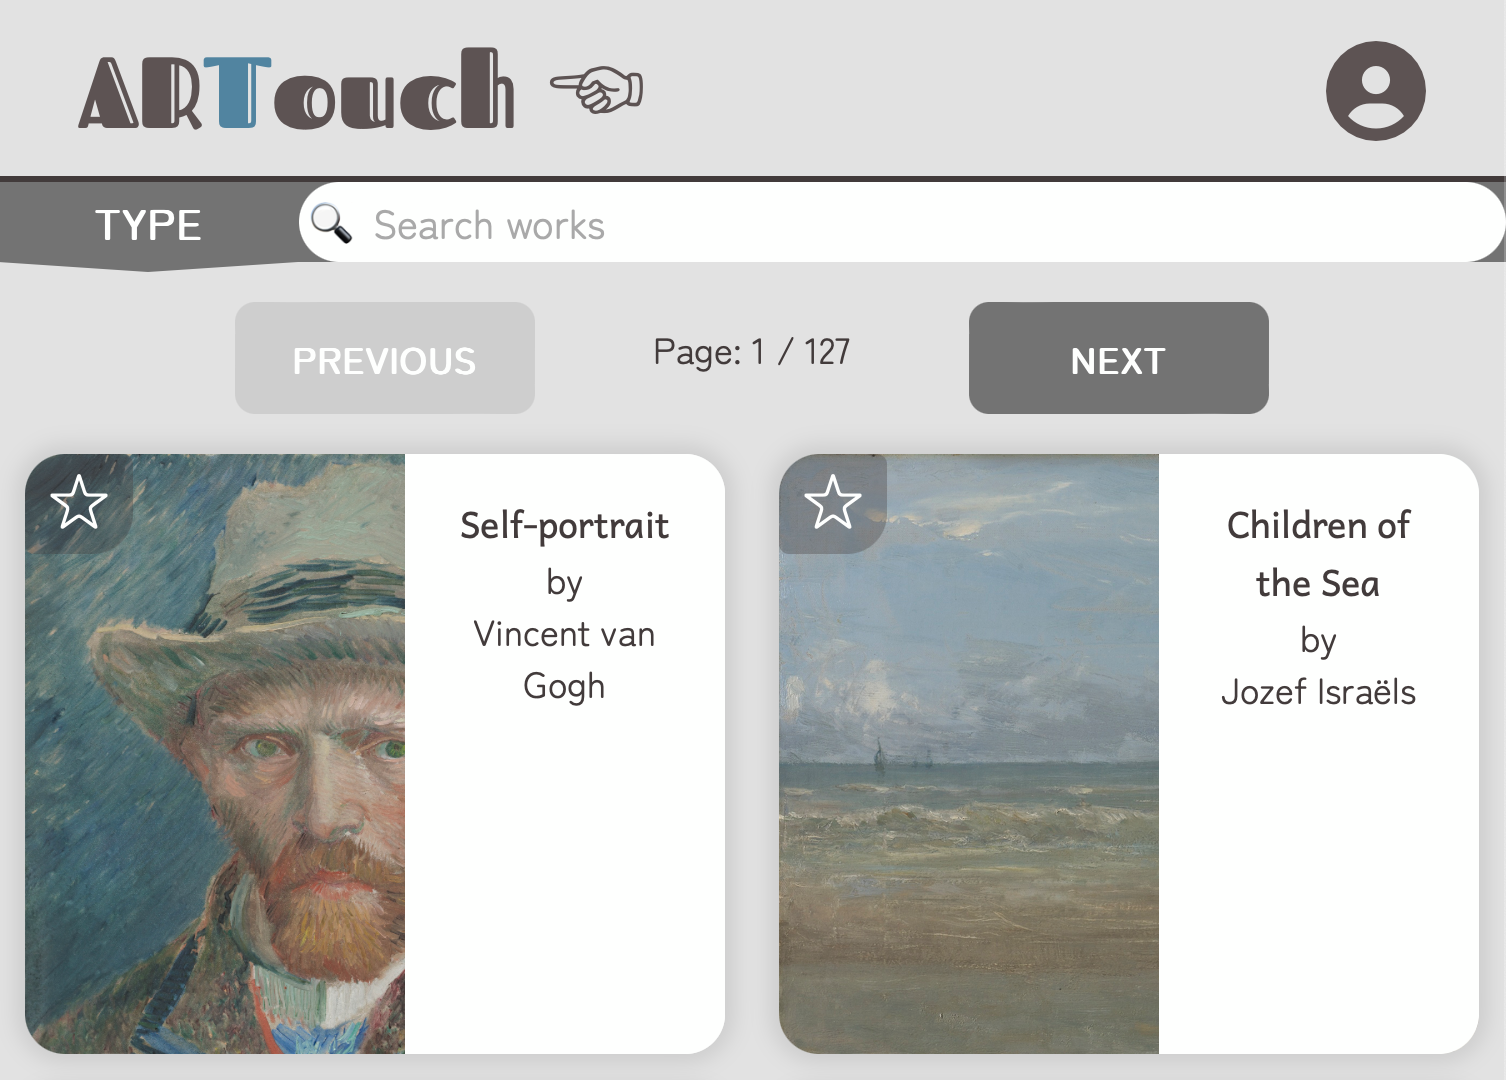 ARTouch
TYPE
Search works
PREVIOUS
Page: 1 / 127
NEXT
Self-portrait
by
Vincent van
Gogh
Children of
the Sea
by
Jozef Israëls